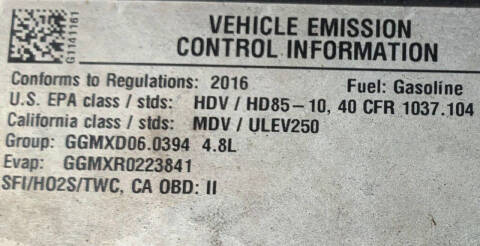 G1141161
VEHICLE EMISSION
CONTROL INFORMATION
Conforms to Regulations: 2016 Fuel: Gasoline
U.S. EPA class / stds: HDV / HD85-10, 40 CFR 1037.104
California class / stds: MDV / ULEV250
Group: GGMXD06.0394 4.8L
Evap: GGMXR0223841
SFI/HO2S/TWC, CA OBD: II